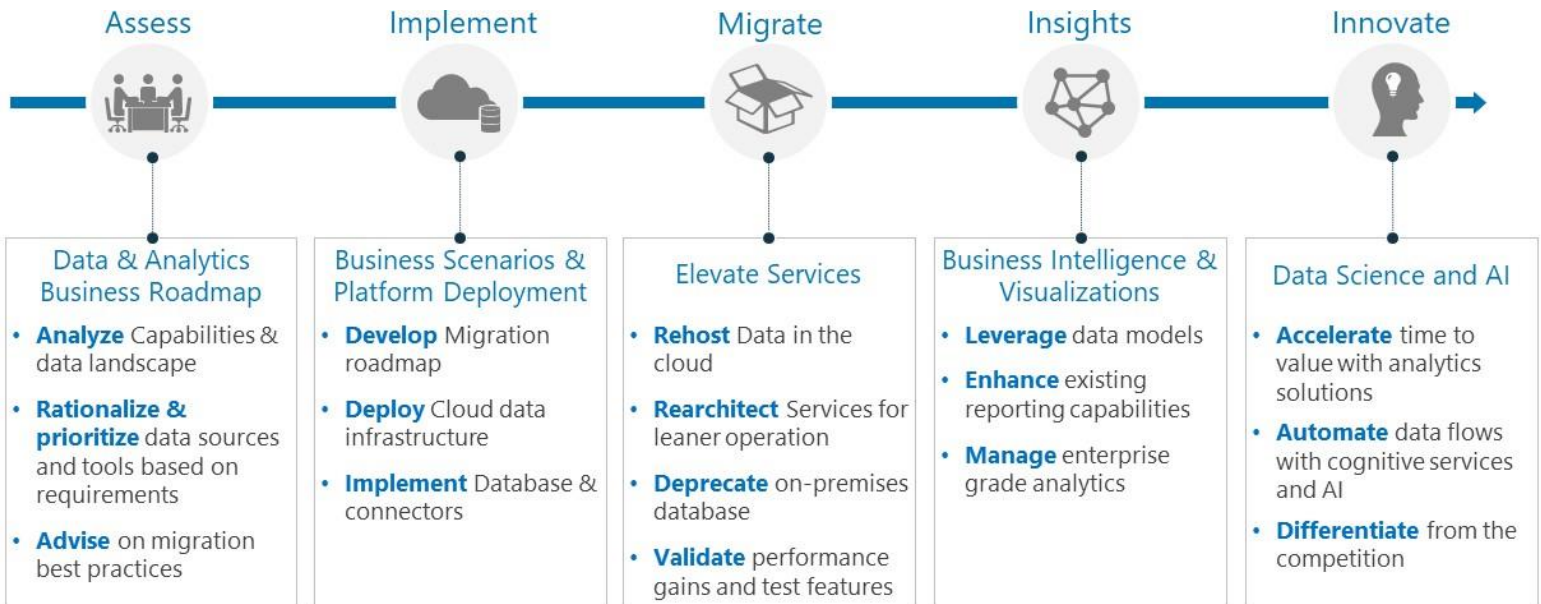 Assess
Implement
Migrate
Insights
Innovate
Data & Analytics
Business Roadmap
• Analyze Capabilities &
data landscape
• Rationalize &
prioritize data sources
and tools based on
requirements
• Advise on migration
best practices
Business Scenarios &
Platform Deployment
• Develop Migration
roadmap
• Deploy Cloud data
infrastructure
• Implement Database &
connectors
Elevate Services
• Rehost Data in the
cloud
• Rearchitect Services for
leaner operation
• Deprecate on-premises
database
• Validate performance
gains and test features
Business Intelligence &
Visualizations
• Leverage data models
• Enhance existing
reporting capabilities
• Manage enterprise
grade analytics
Data Science and AI
• Accelerate time to
value with analytics
solutions
• Automate data flows
with cognitive services
and AI
• Differentiate from the
competition